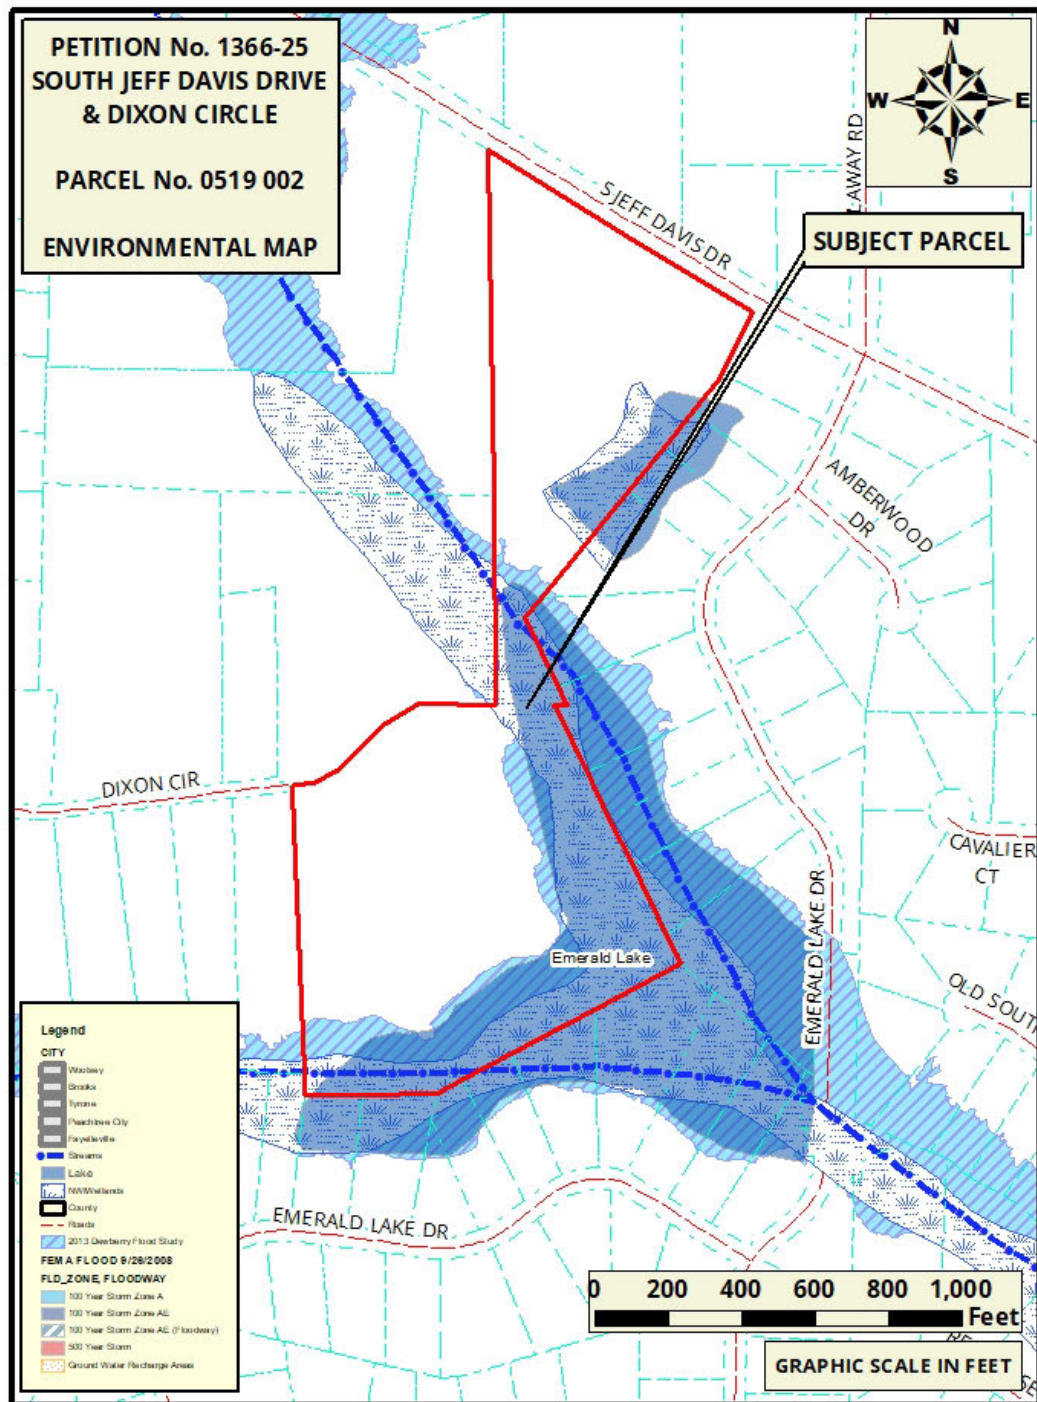 PETITION No. 1366-25
SOUTH JEFF DAVIS DRIVE
& DIXON CIRCLE
PARCEL No. 0519 002
ENVIRONMENTAL MAP
N
W
E
S
S JEFF DAVIS DR
LAWAY RD
SUBJECT PARCEL
AMBERWOOD
DR
DIXON CIR
CAVALIER
CT
EMERALD LAKE DR
Emerald Lake
OLD SOUTH
EMERALD LAKE DR
Legend
CITY
Woolsey
Brooks
Tyrone
Peachtree City
Fayetteville
Streams
Lake
NWIWetlands
County
Roads
2013 Dewberry Flood Study
FEMA FLOOD 9/26/2008
FLD_ZONE, FLOODWAY
100 Year Storm Zone A
100 Year Storm Zone AE
100 Year Storm Zone AE (Floodway)
500 Year Storm
Ground Water Recharge Areas
0 200 400 600 800 1,000
Feet
GRAPHIC SCALE IN FEET